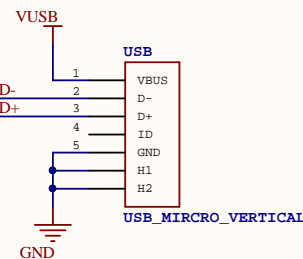 VUSB
USB
1 VBUS
D- 2 D-
D+ 3 D+
4 ID
5 GND
H1
H2
USB_MIRCRO_VERTICAL
GND